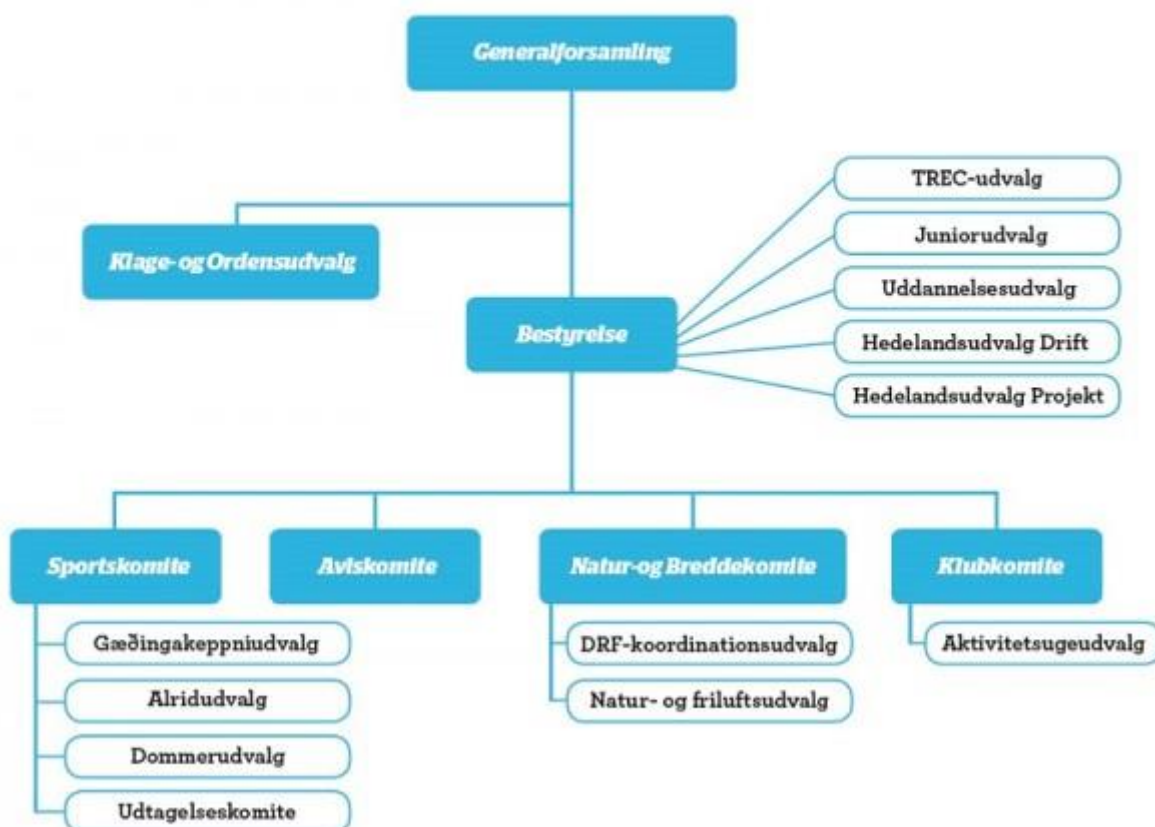 Generalforsamling
TREC-udvalg
Klage- og Ordensudvalg
Juniorudvalg
Uddannelsesudvalg
Bestyrelse
Hedelandsudvalg Drift
Hedelandsudvalg Projekt
Sportskomite
Avlskomite
Natur-og Breddekomite
Klubkomite
Gæðingakeppniudvalg
Alridudvalg
Dommerudvalg
Udtagelseskomite
DRF-koordinationsudvalg
Natur- og friluftsudvalg
Aktivitetsugeudvalg